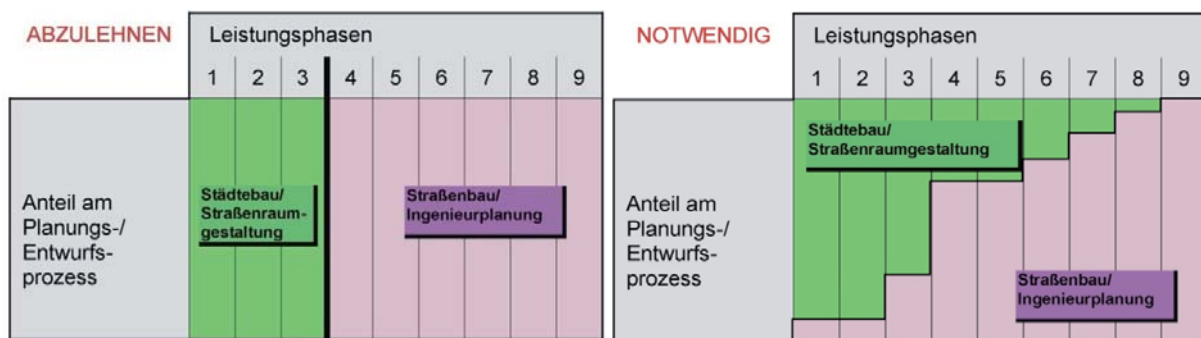 ABZULEHNEN
Leistungsphasen
1 2 3 4 5 6 7 8 9
Anteil am
Planungs-/
Entwurfs-
prozess
Städtebau/
Straßenraum-
gestaltung
Straßenbau/
Ingenieurplanung
NOTWENDIG
Leistungsphasen
1 2 3 4 5 6 7 8 9
Anteil am
Planungs-/
Entwurfs-
prozess
Städtebau/
Straßenraumgestaltung
Straßenbau/
Ingenieurplanung